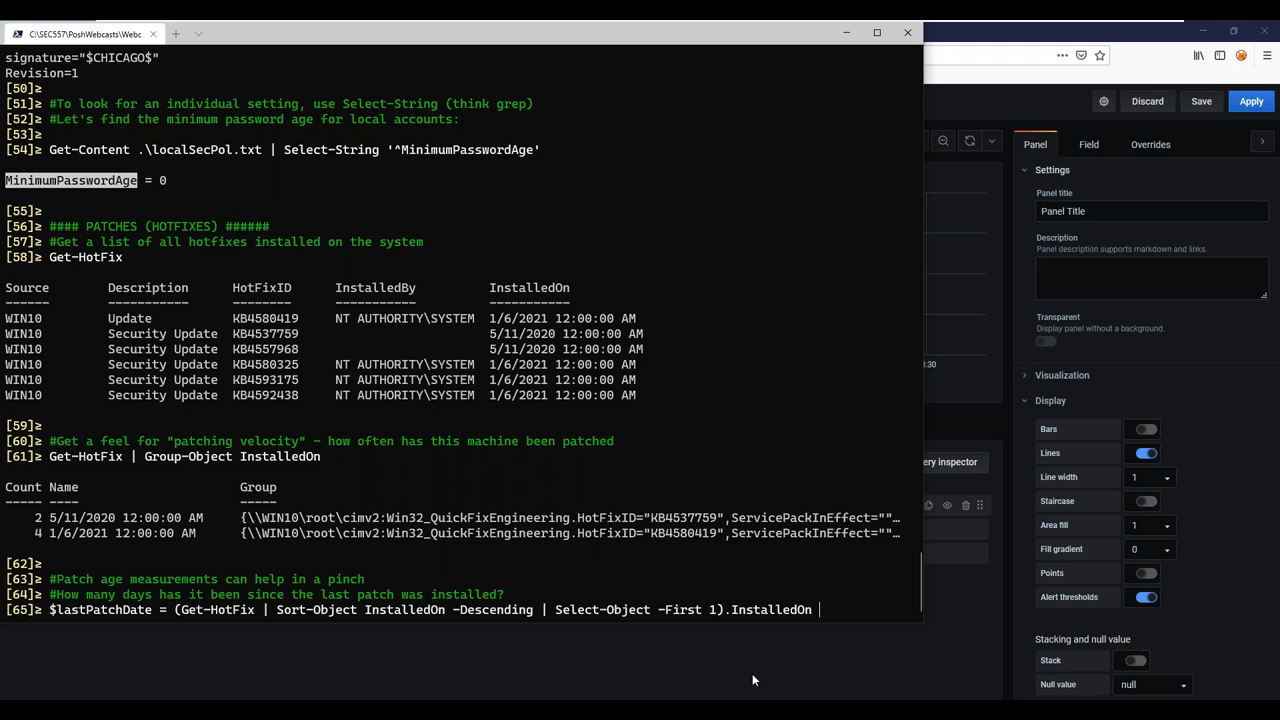 C:\SEC557\PoshWebcasts\Webc
signature="$CHICAGO$"
Revision=1
[50]≥
[51]≥ #To look for an individual setting, use Select-String (think grep)
[52]≥ #Let's find the minimum password age for local accounts:
[53]≥
[54]≥ Get-Content .\localSecPol.txt | Select-String '^MinimumPasswordAge'
MinimumPasswordAge = 0
[55]≥
[56]≥ #### PATCHES (HOTFIXES) ######
[57]≥ #Get a list of all hotfixes installed on the system
[58]≥ Get-HotFix
Source Description HotFixID InstalledBy InstalledOn
------ ----------- -------- ----------- -----------
WIN10 Update KB4580419 NT AUTHORITY\SYSTEM 1/6/2021 12:00:00 AM
WIN10 Security Update KB4537759 5/11/2020 12:00:00 AM
WIN10 Security Update KB4557968 5/11/2020 12:00:00 AM
WIN10 Security Update KB4580325 NT AUTHORITY\SYSTEM 1/6/2021 12:00:00 AM
WIN10 Security Update KB4593175 NT AUTHORITY\SYSTEM 1/6/2021 12:00:00 AM
WIN10 Security Update KB4592438 NT AUTHORITY\SYSTEM 1/6/2021 12:00:00 AM
[59]≥
[60]≥ #Get a feel for "patching velocity" - how often has this machine been patched
[61]≥ Get-HotFix | Group-Object InstalledOn
Count Name Group
----- ---- -----
2 5/11/2020 12:00:00 AM {\\WIN10\root\cimv2:Win32_QuickFixEngineering.HotFixID="KB4537759",ServicePackInEffect=""…
4 1/6/2021 12:00:00 AM {\\WIN10\root\cimv2:Win32_QuickFixEngineering.HotFixID="KB4580419",ServicePackInEffect=""…
[62]≥
[63]≥ #Patch age measurements can help in a pinch
[64]≥ #How many days has it been since the last patch was installed?
[65]≥ $lastPatchDate = (Get-HotFix | Sort-Object InstalledOn -Descending | Select-Object -First 1).InstalledOn
Discard Save Apply
Panel Field Overrides
Settings
Panel title
Panel Title
Description
Panel description supports markdown and links.
Transparent
Display panel without a background.
:30
Visualization
Display
Bars
Lines
ery inspector
Line width 1
Staircase
Area fill 1
Fill gradient 0
Points
Alert thresholds
Stacking and null value
Stack
Null value null